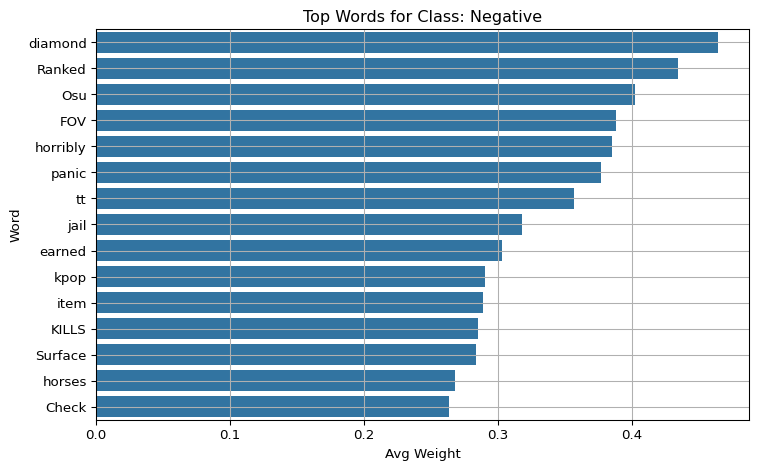 Top Words for Class: Negative
Word
diamond
Ranked
Osu
FOV
horribly
panic
tt
jail
earned
kpop
item
KILLS
Surface
horses
Check
0.0 0.1 0.2 0.3 0.4
Avg Weight